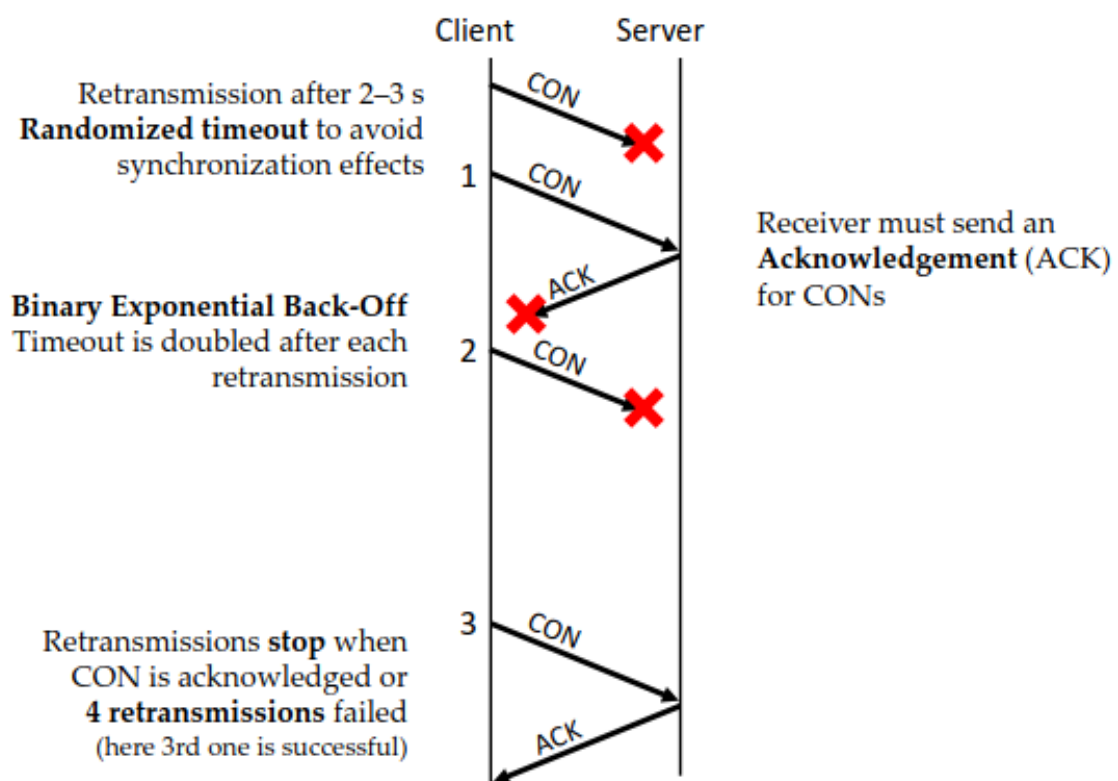 Client
Server
Retransmission after 2–3 s
Randomized timeout to avoid
synchronization effects
CON
1
CON
Receiver must send an
Acknowledgement (ACK)
for CONs
ACK
Binary Exponential Back-Off
Timeout is doubled after each
retransmission
2
CON
3
CON
Retransmissions stop when
CON is acknowledged or
4 retransmissions failed
(here 3rd one is successful)
ACK